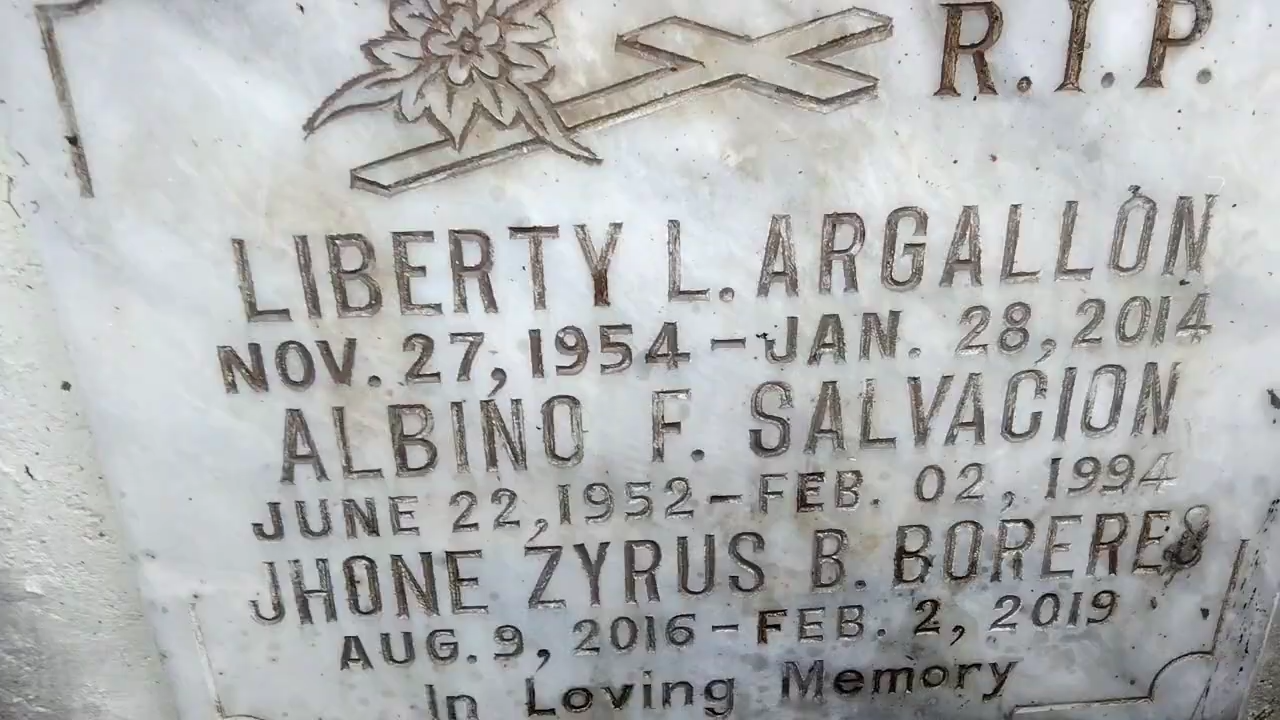 R.I.P.
LIBERTY L. ARGALLON
NOV. 27, 1954 - JAN. 28, 2014
ALBINO F. SALVACION
JUNE 22, 1952 - FEB. 02, 1994
JHONE ZYRUS B. BORERES
AUG. 9, 2016 - FEB. 2, 2019
In Loving Memory